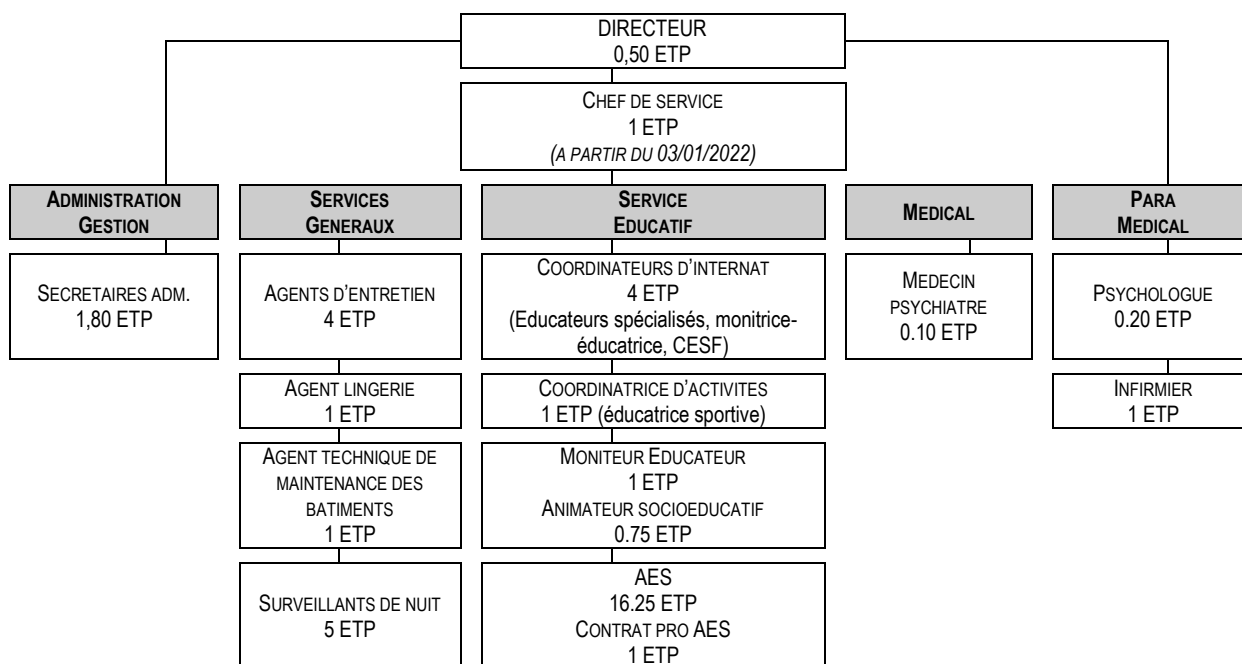 DIRECTEUR
0,50 ETP
CHEF DE SERVICE
1 ETP
(A PARTIR DU 03/01/2022)
ADMINISTRATION
GESTION
SERVICES
GENERAUX
SERVICE
EDUCATIF
MEDICAL
PARA
MEDICAL
SECRETAIRES ADM.
1,80 ETP
AGENTS D'ENTRETIEN
4 ETP
COORDINATEURS D'INTERNAT
4 ETP
(Educateurs spécialisés, monitrice-
éducatrice, CESF)
MEDECIN
PSYCHIATRE
0.10 ETP
PSYCHOLOGUE
0.20 ETP
AGENT LINGERIE
1 ETP
COORDINATRICE D'ACTIVITES
1 ETP (éducatrice sportive)
INFIRMIER
1 ETP
AGENT TECHNIQUE DE
MAINTENANCE DES
BATIMENTS
1 ETP
MONITEUR EDUCATEUR
1 ETP
ANIMATEUR SOCIOEDUCATIF
0.75 ETP
SURVEILLANTS DE NUIT
5 ETP
AES
16.25 ETP
CONTRAT PRO AES
1 ETP